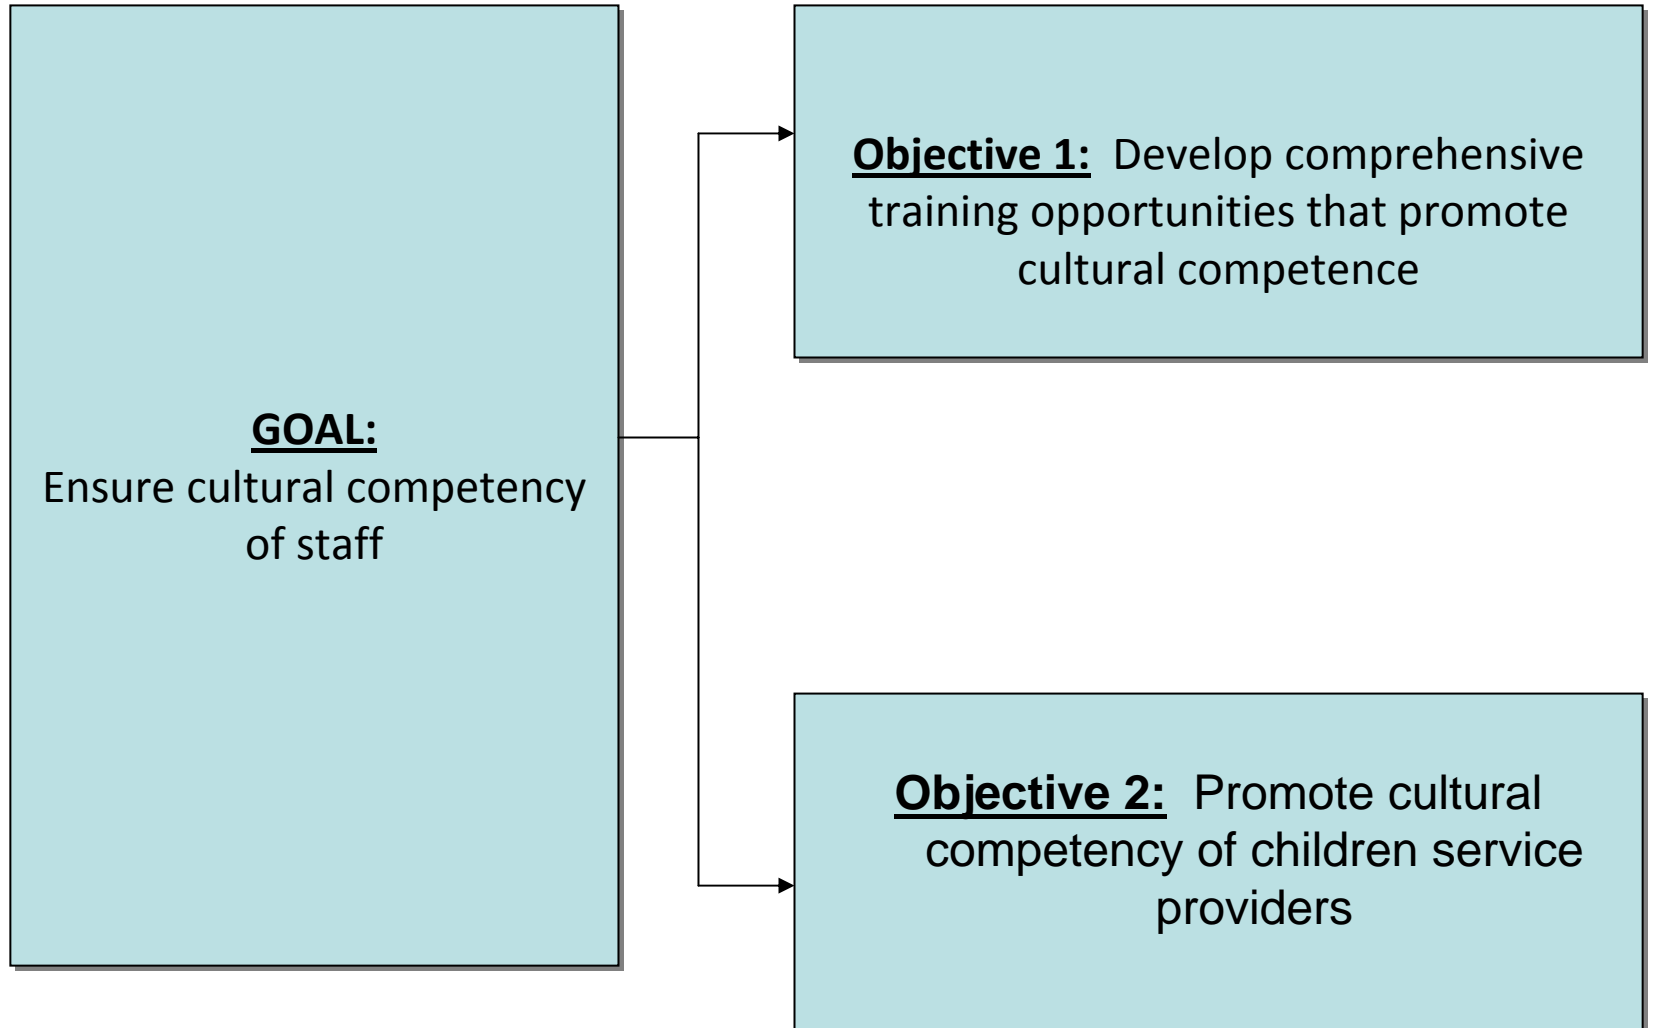 GOAL:
Ensure cultural competency
of staff
Objective 1: Develop comprehensive
training opportunities that promote
cultural competence
Objective 2: Promote cultural
competency of children service
providers